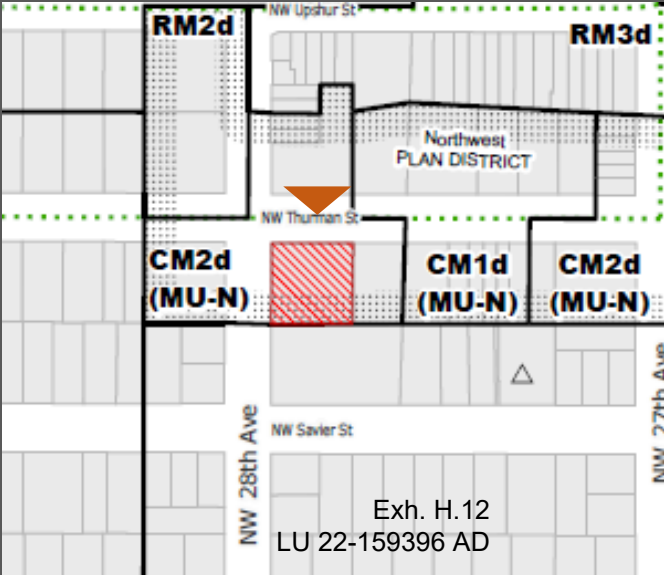 NW Upshur St
RM2d
RM3d
Northwest
PLAN DISTRICT
NW Thurman St
CM2d
(MU-N)
CM1d
(MU-N)
CM2d
(MU-N)
NW 28th Ave
NW 27th Ave
NW Savier St
Exh. H.12
LU 22-159396 AD